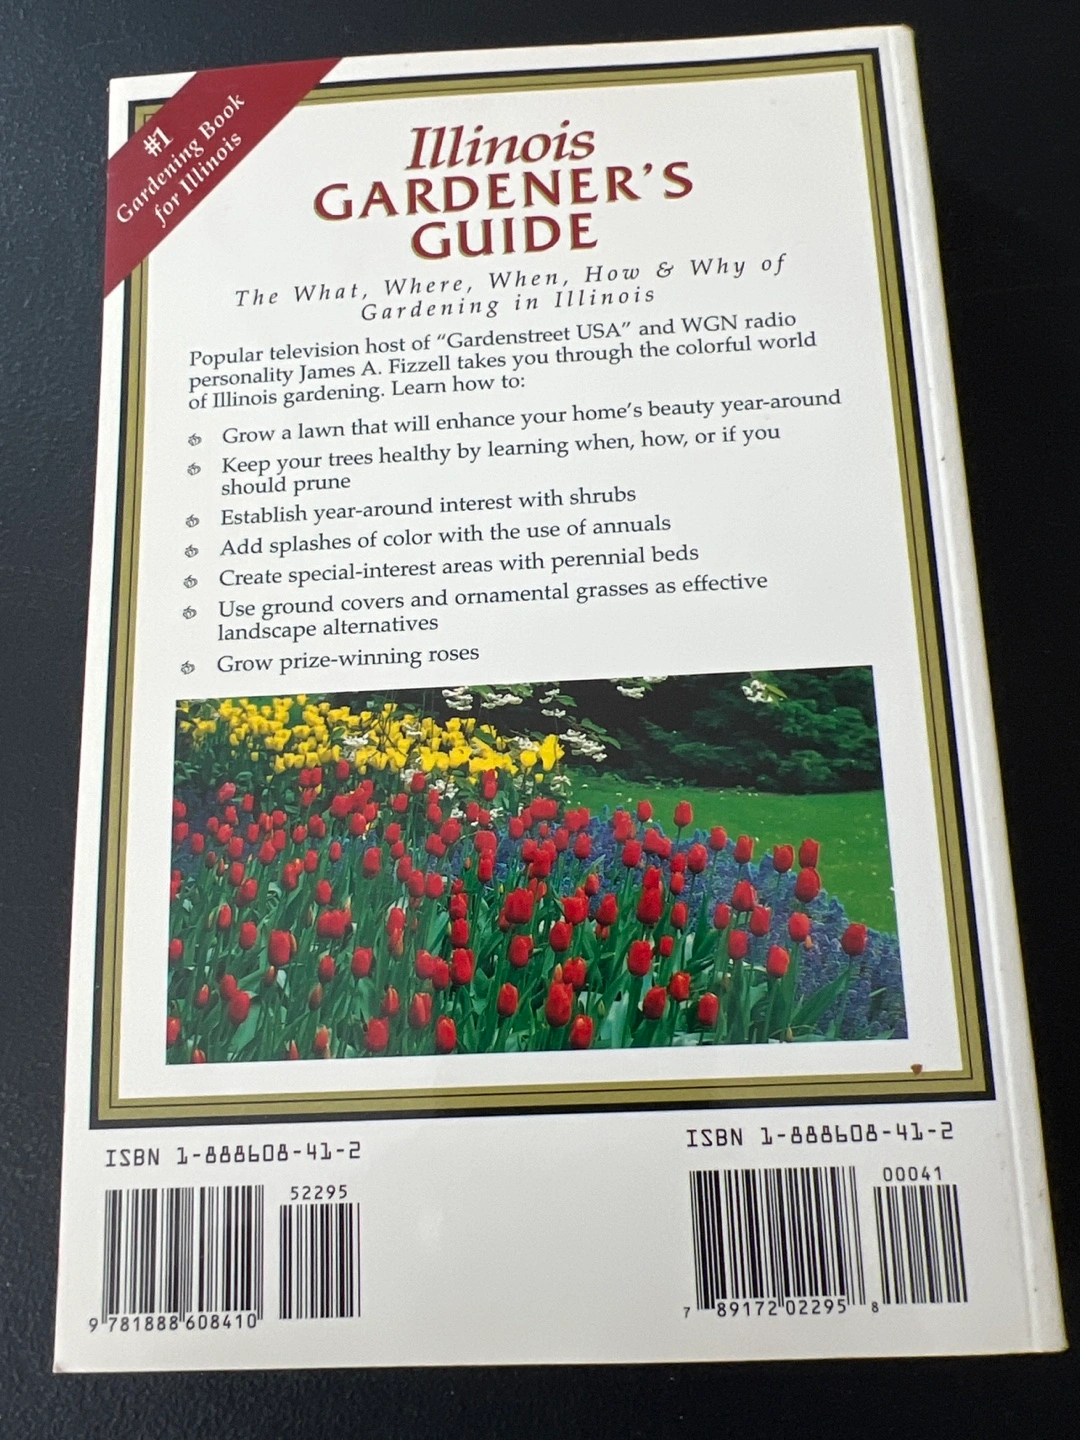 #1
Gardening Book
for Illinois
Illinois
GARDENER'S
GUIDE
The What, Where, When, How & Why of
Gardening in Illinois
Popular television host of “Gardenstreet USA” and WGN radio
personality James A. Fizzell takes you through the colorful world
of Illinois gardening. Learn how to:
Grow a lawn that will enhance your home's beauty year-around
Keep your trees healthy by learning when, how, or if you
should prune
Establish year-around interest with shrubs
Add splashes of color with the use of annuals
Create special-interest areas with perennial beds
Use ground covers and ornamental grasses as effective
landscape alternatives
Grow prize-winning roses
ISBN 1-888608-41-2
52295
9 781888 608410
ISBN 1-888608-41-2
00041
7 89172 02295 8